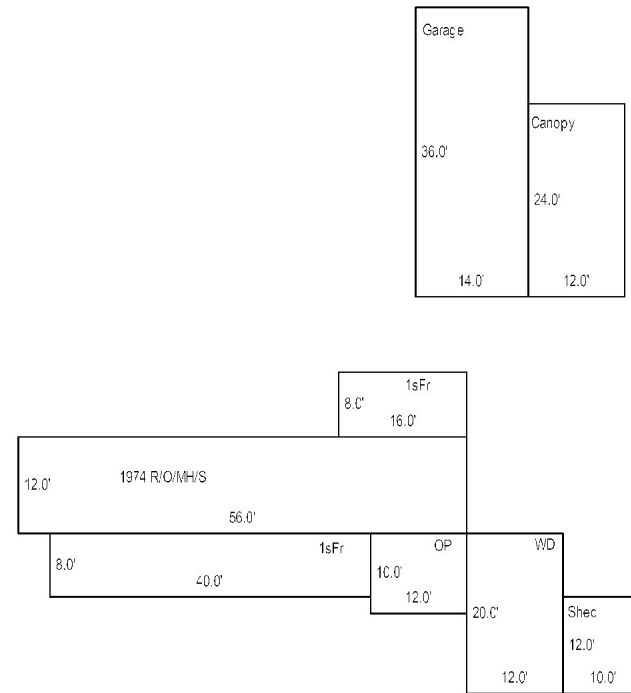 Garage
Canopy
36.0'
24.0'
14.0'
12.0'
1sFr
8.0'
16.0'
1974 R/O/MH/S
12.0'
56.0'
1sFr
OP
WD
8.0'
10.0'
40.0'
12.0'
20.0'
Shed
12.0'
12.0'
10.0'